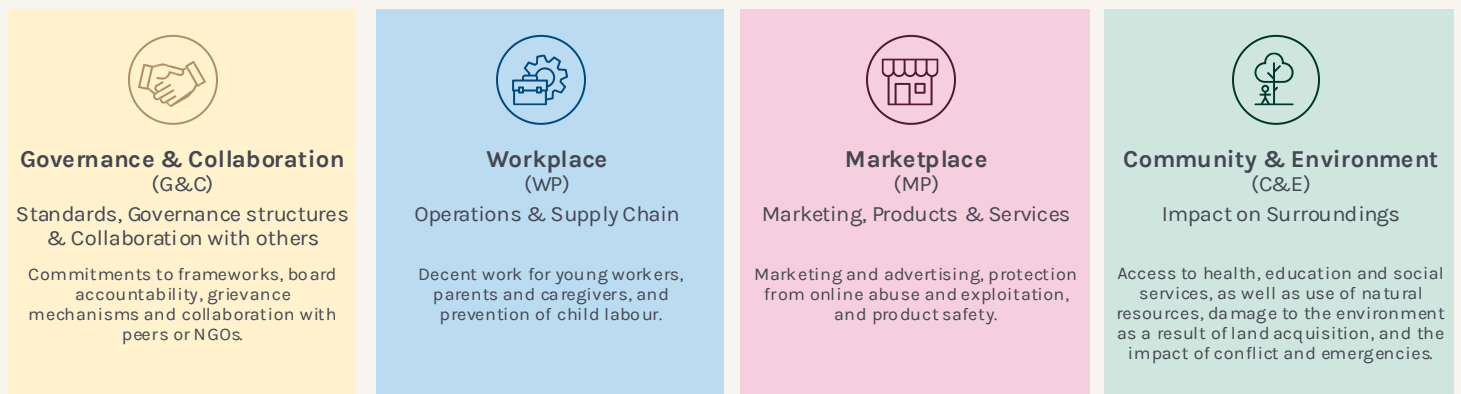 Governance & Collaboration
(G&C)
Standards, Governance structures
& Collaboration with others
Commitments to frameworks, board
accountability, grievance
mechanisms and collaboration with
peers or NGOs.
Workplace
(WP)
Operations & Supply Chain
Decent work for young workers,
parents and caregivers, and
prevention of child labour.
Marketplace
(MP)
Marketing, Products & Services
Marketing and advertising, protection
from online abuse and exploitation,
and product safety.
Community & Environment
(C&E)
Impact on Surroundings
Access to health, education and social
services, as well as use of natural
resources, damage to the environment
as a result of land acquisition, and the
impact of conflict and emergencies.